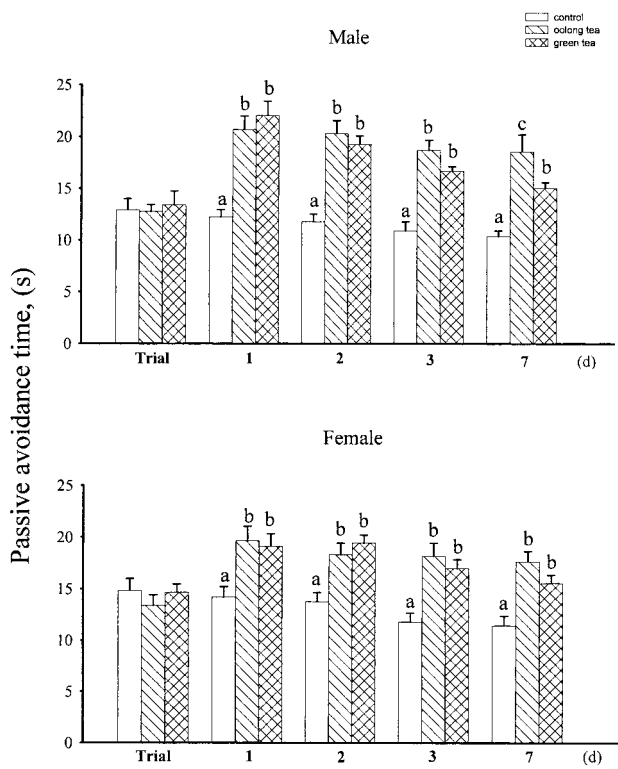 control
oolong tea
green tea
Male
Passive avoidance time, (s)
25
20
15
10
5
0
a b b
a b b
a b b
a c b
Trial 1 2 3 7 (d)
Female
25
20
15
10
5
0
a b b
a b b
a b b
a b b
Trial 1 2 3 7 (d)